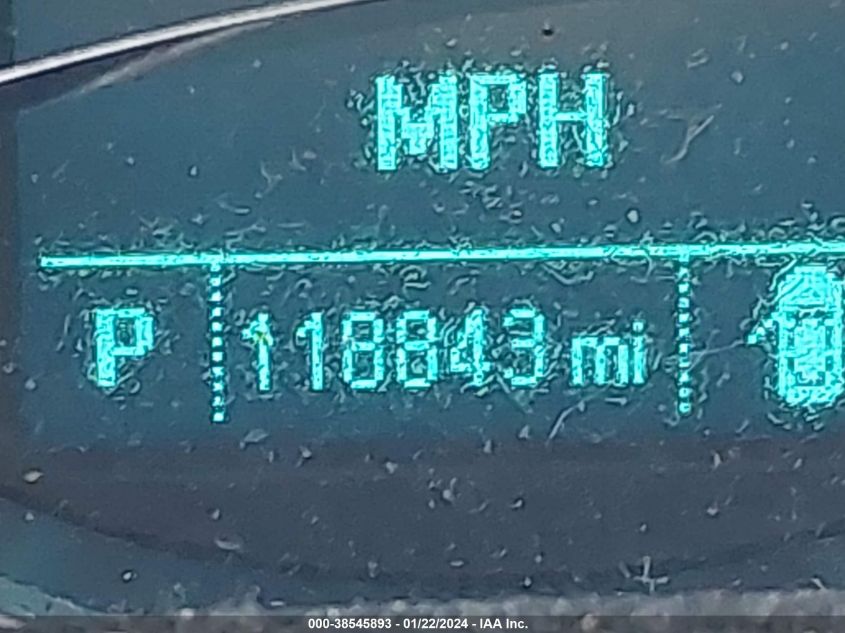 MPH
P 118843 mi
000-38545893 - 01/22/2024 - IAA Inc.